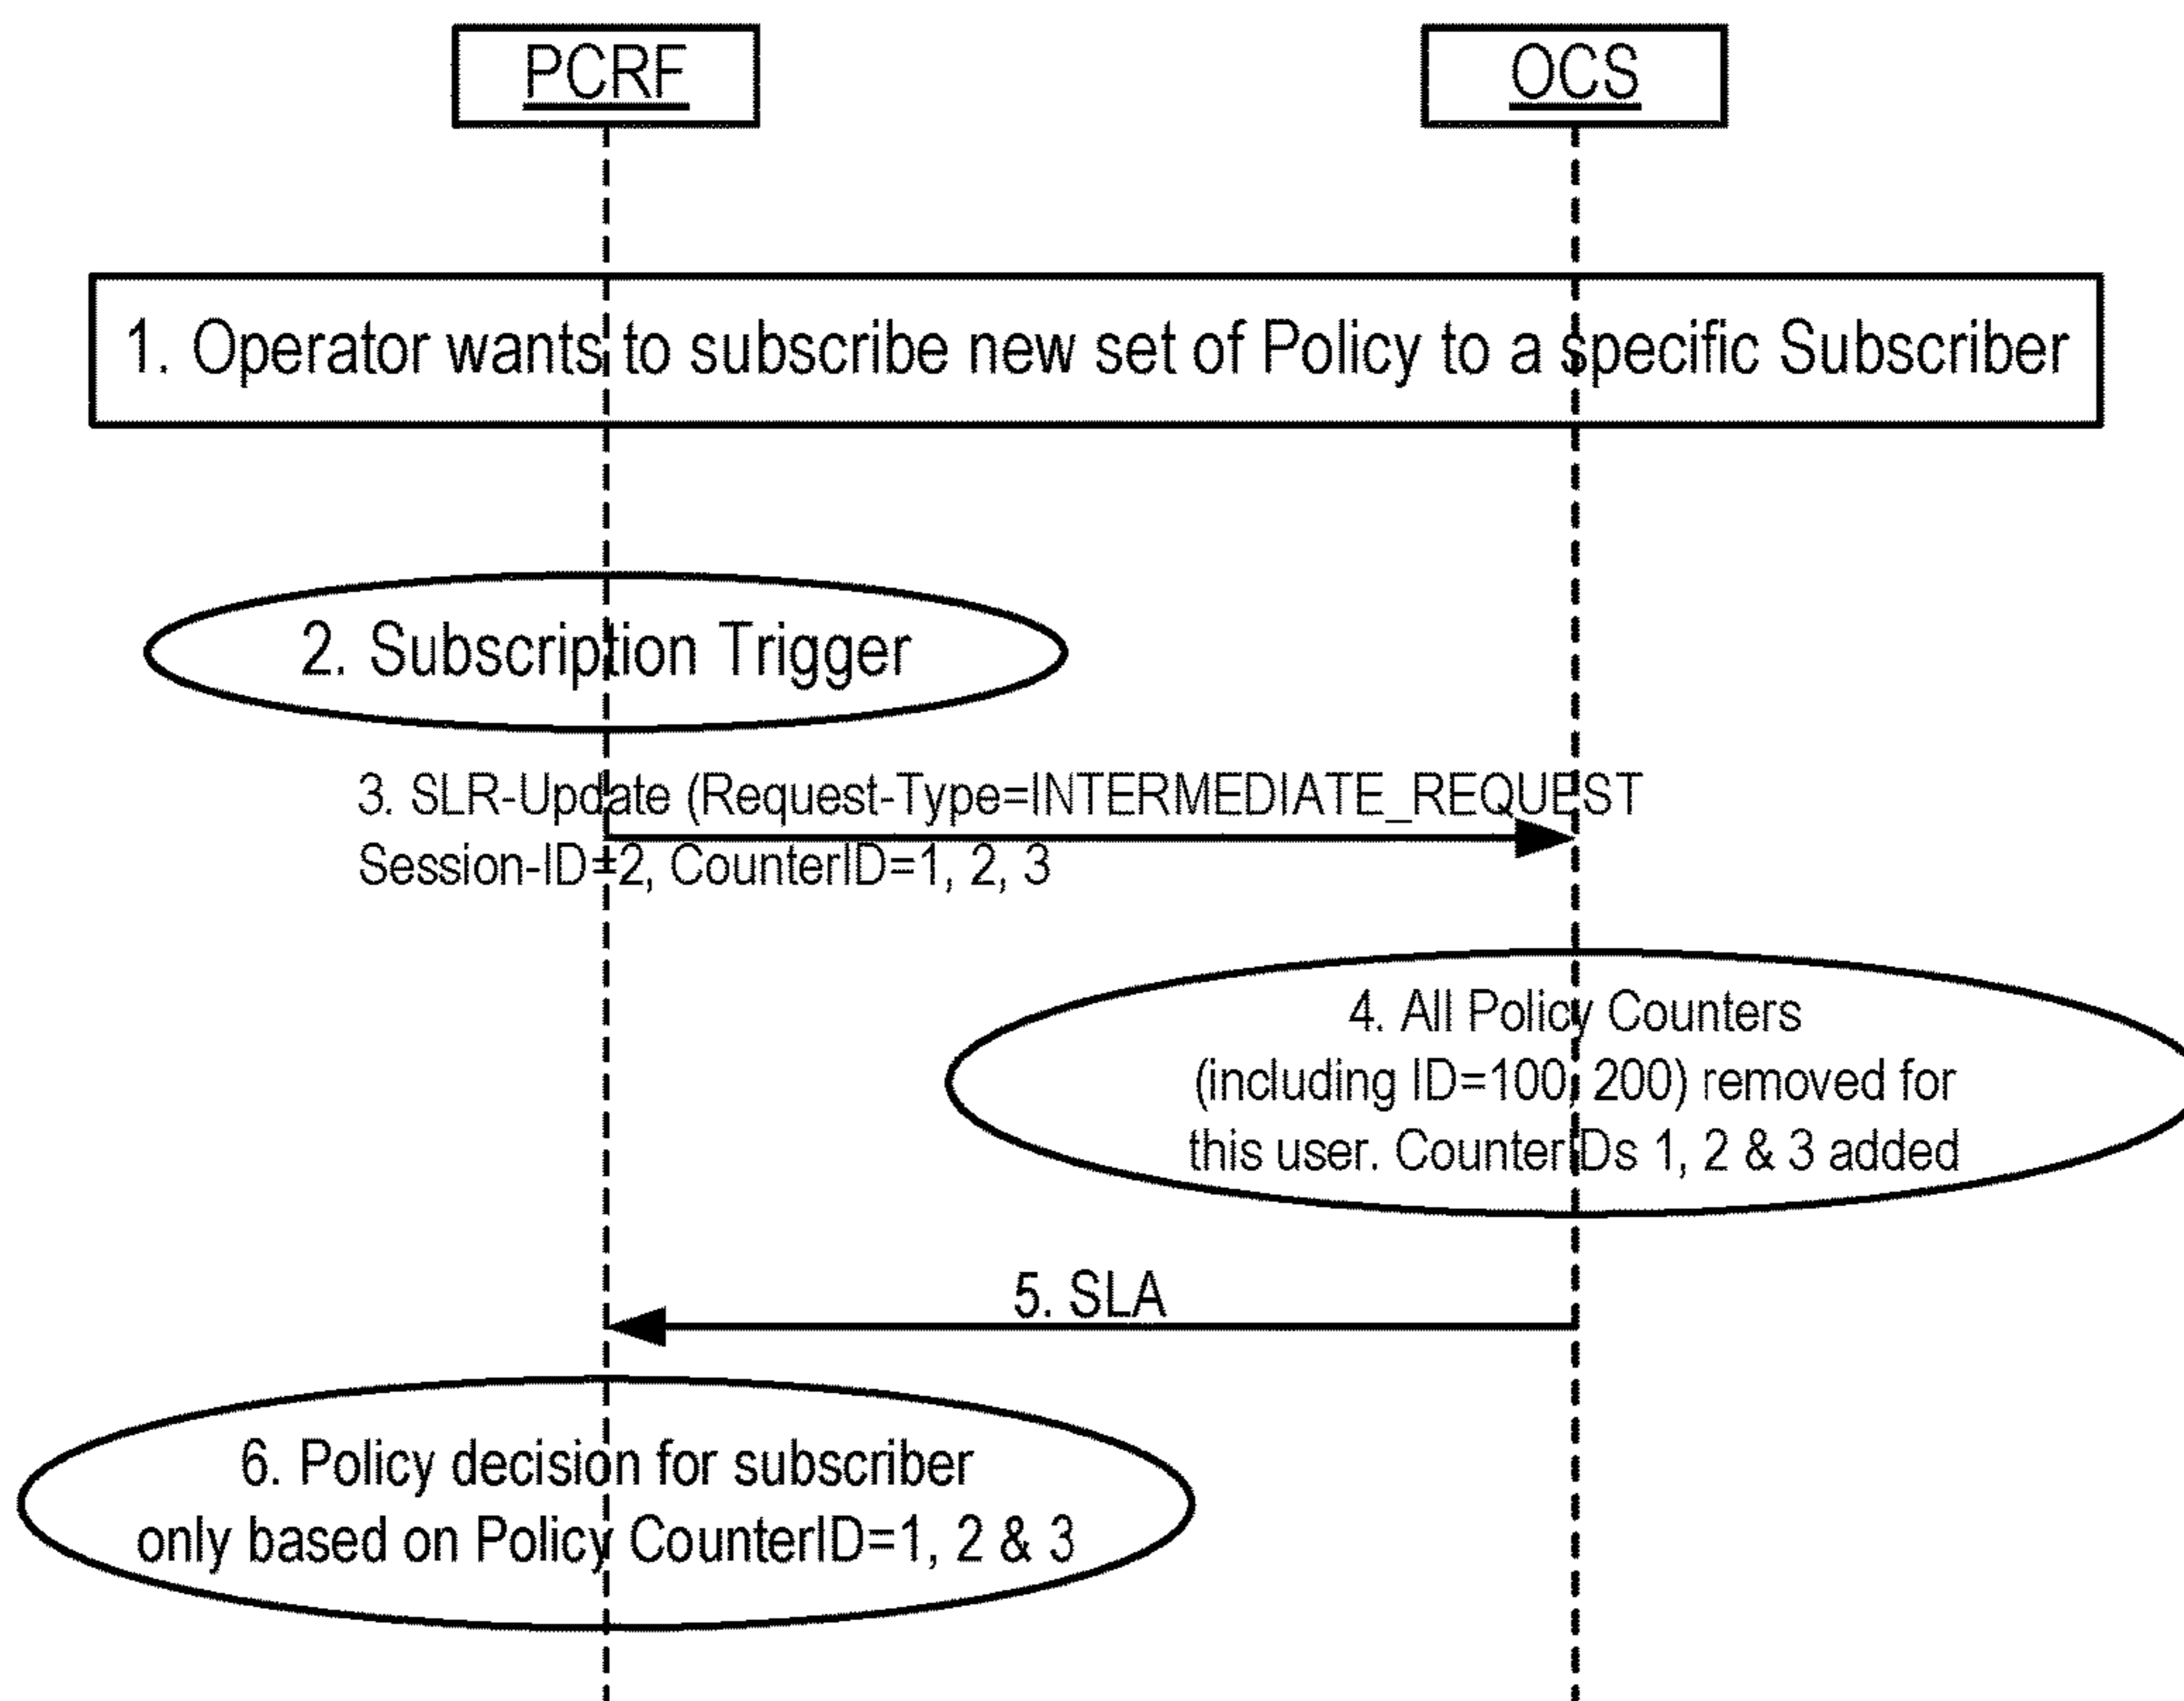 PCRF
OCS
1. Operator wants to subscribe new set of Policy to a specific Subscriber
2. Subscription Trigger
3. SLR-Update (Request-Type=INTERMEDIATE_REQUEST
Session-ID=2, CounterID=1, 2, 3
4. All Policy Counters
(including ID=100, 200) removed for
this user. Counter IDs 1, 2 & 3 added
5. SLA
6. Policy decision for subscriber
only based on Policy CounterID=1, 2 & 3